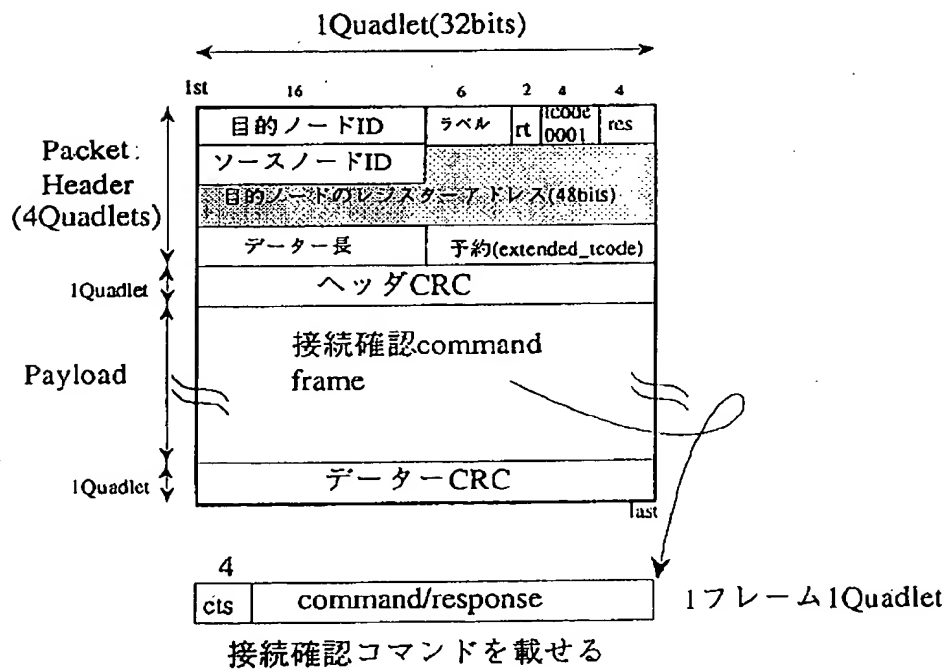 1Quadlet(32bits)
1st 16 6 2 4 4
目的ノードID ラベル rt tcode 0001 res
Packet:
Header
(4Quadlets)
ソースノードID
目的ノードのレジスターアドレス(48bits)
データー長 予約(extended_tcode)
1Quadlet ヘッダCRC
接続確認command
frame
Payload
1Quadlet データーCRC
last
4
cts command/response 1フレーム1Quadlet
接続確認コマンドを載せる